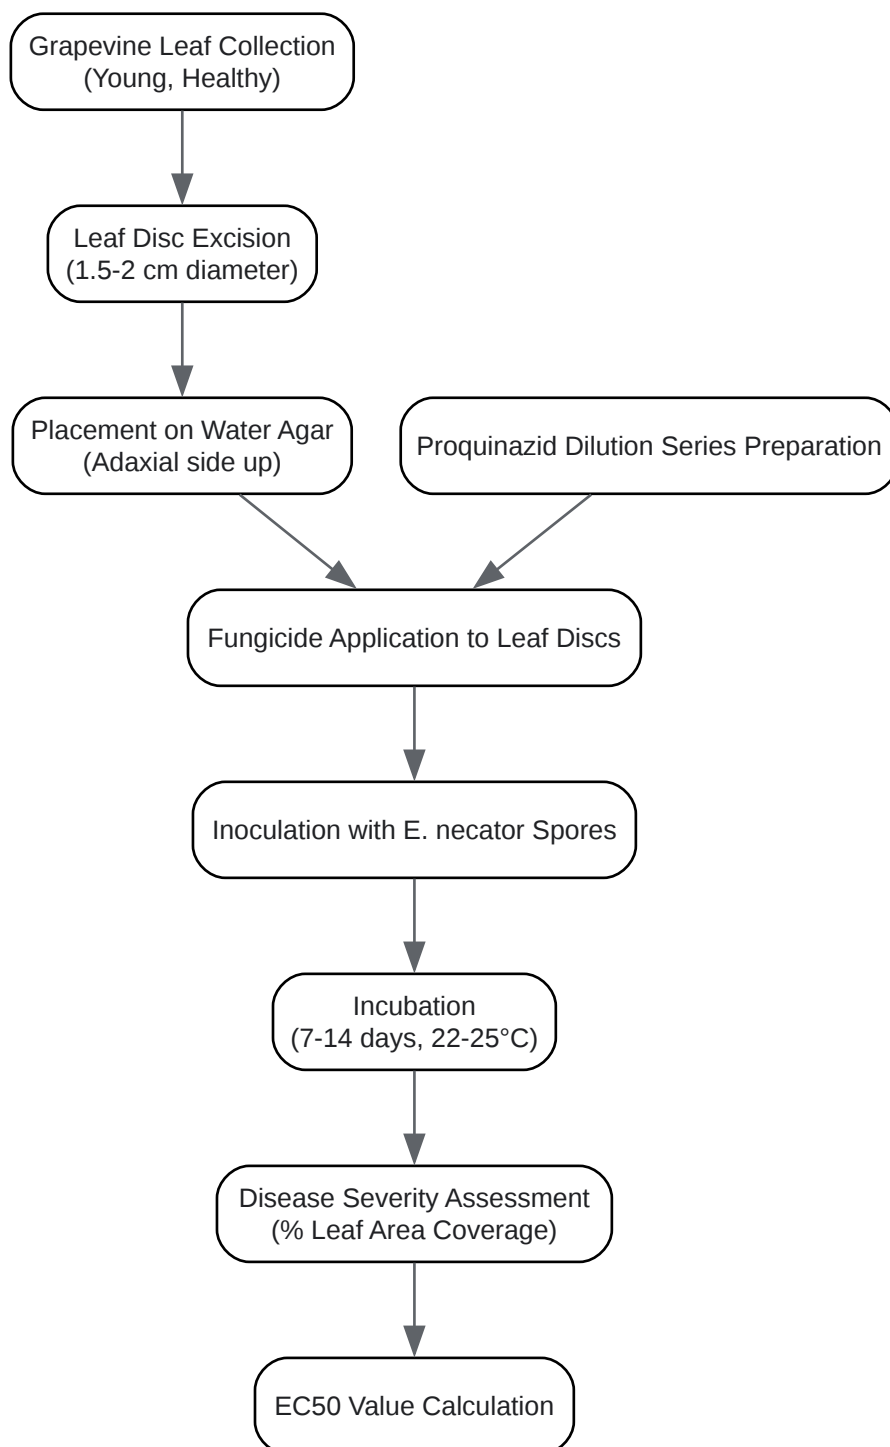 Grapevine Leaf Collection
(Young, Healthy)
Leaf Disc Excision
(1.5-2 cm diameter)
Placement on Water Agar
(Adaxial side up)
Proquinazid Dilution Series Preparation
Fungicide Application to Leaf Discs
Inoculation with E. necator Spores
Incubation
(7-14 days, 22-25°C)
Disease Severity Assessment
(% Leaf Area Coverage)
EC50 Value Calculation